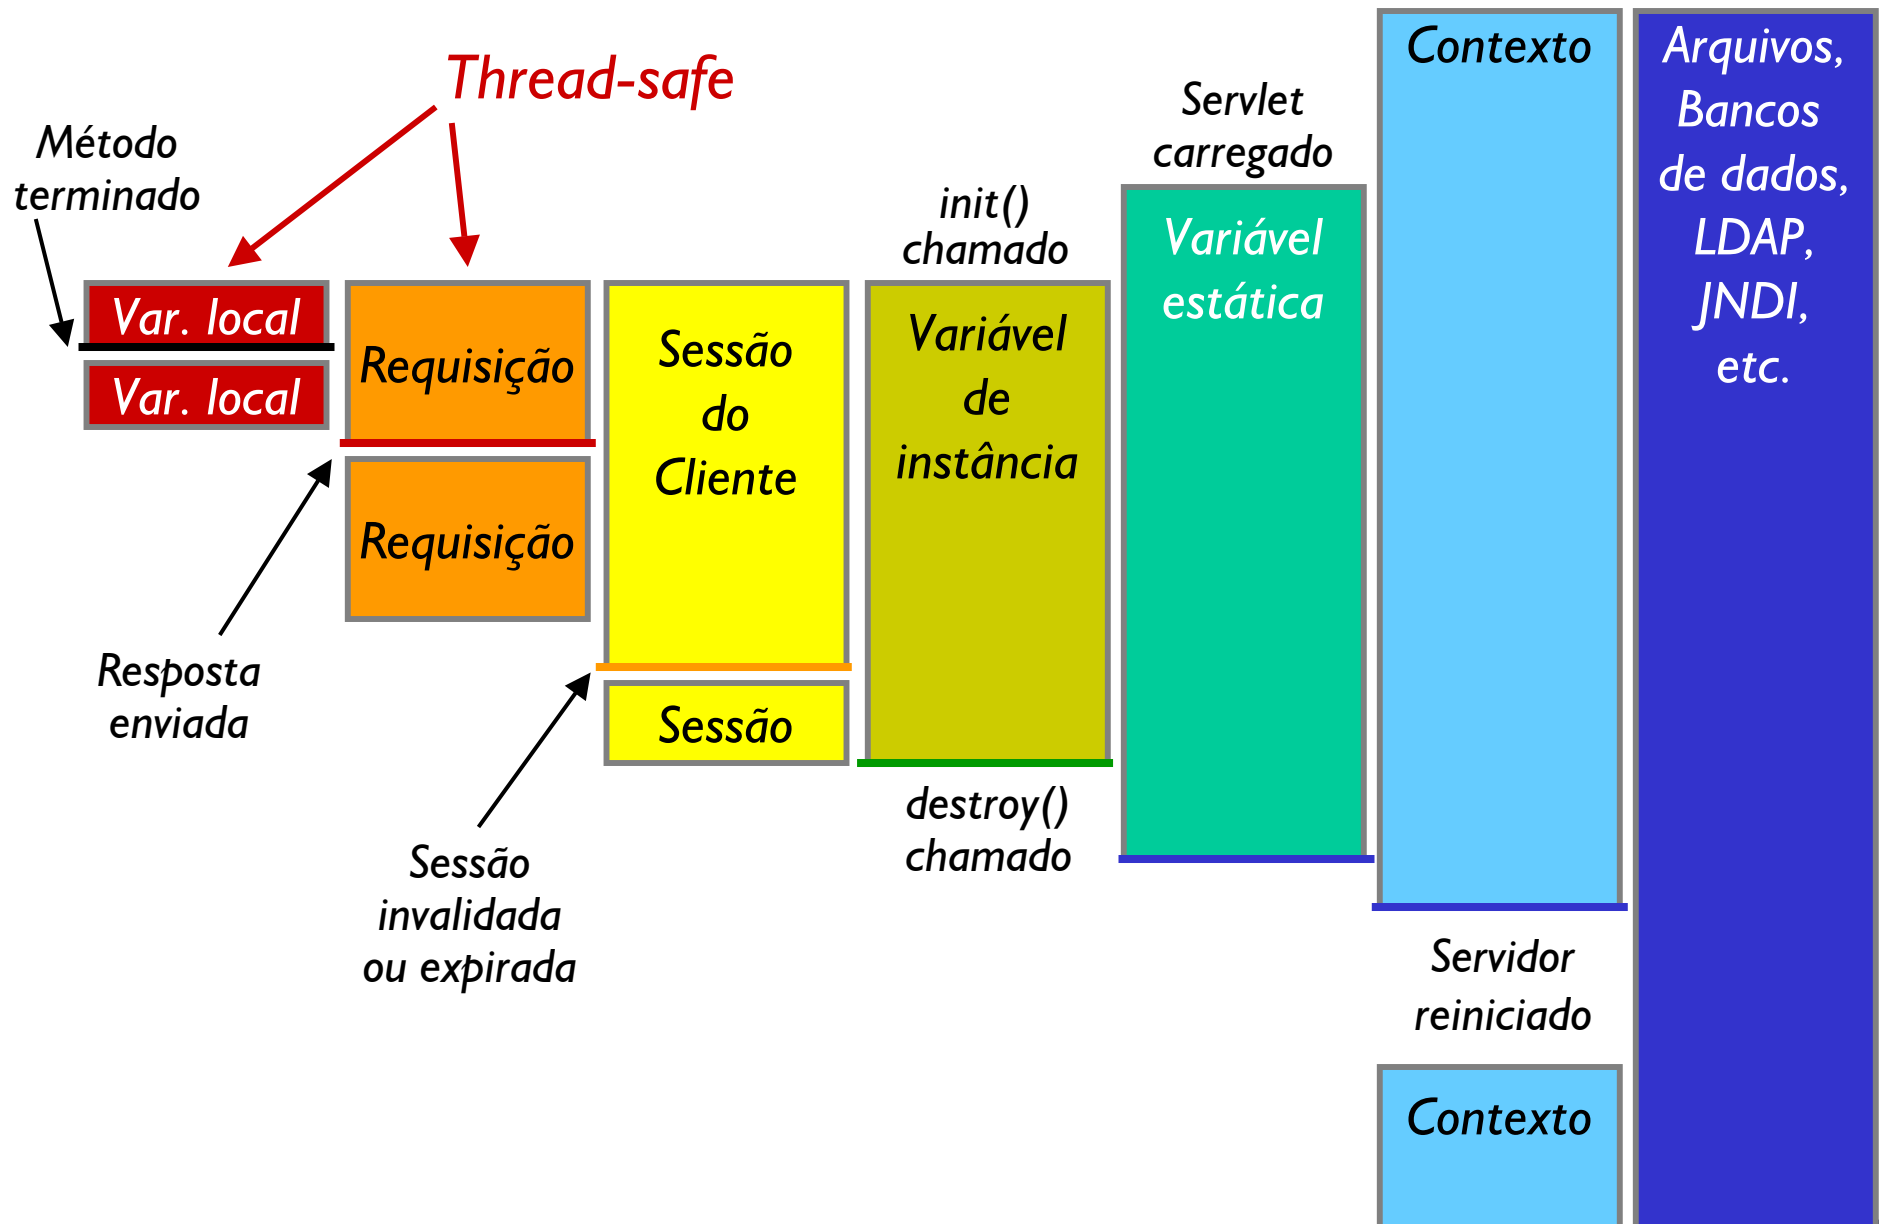 Thread-safe
Método
terminado
Var. local
Var. local
Requisição
Requisição
Resposta
enviada
Sessão
do
Cliente
Sessão
Sessão
invalidada
ou expirada
init()
chamado
Variável
de
instância
destroy()
chamado
Servlet
carregado
Variável
estática
Contexto
Servidor
reiniciado
Contexto
Arquivos,
Bancos
de dados,
LDAP,
JNDI,
etc.